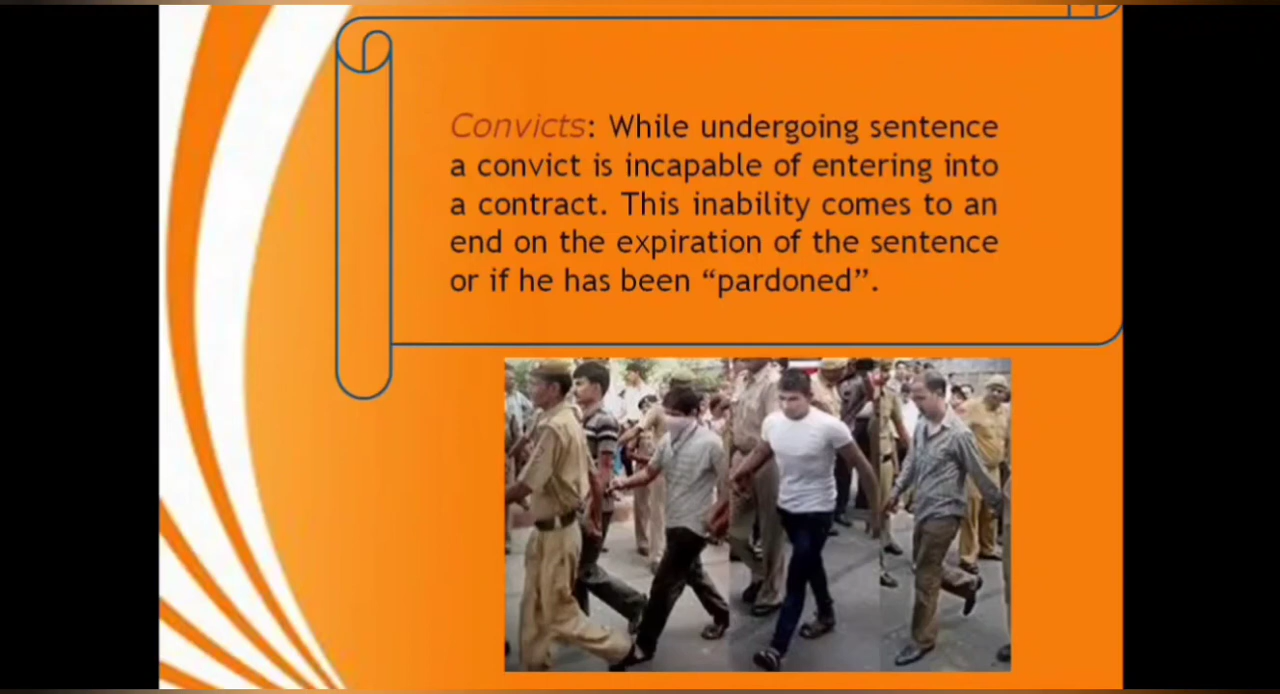 Convicts: While undergoing sentence
a convict is incapable of entering into
a contract. This inability comes to an
end on the expiration of the sentence
or if he has been “pardoned”.